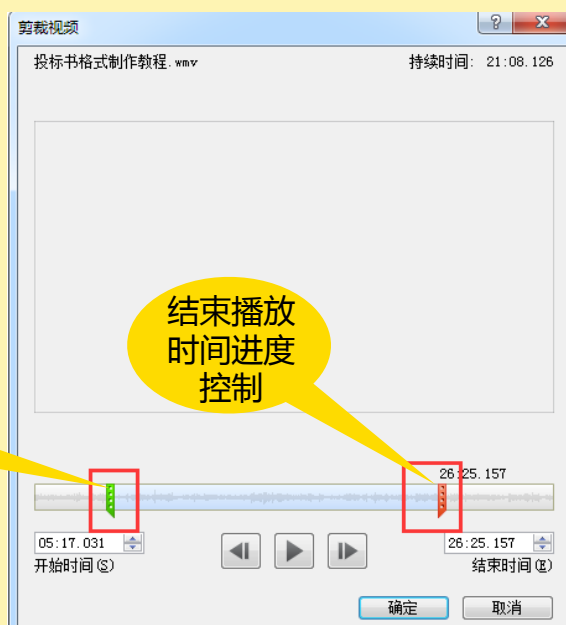 剪裁视频
投标书格式制作教程.wmv
持续时间: 21:08.126
结束播放
时间进度
控制
26:25.157
05:17.031
26:25.157
开始时间(S)
结束时间(E)
确定
取消